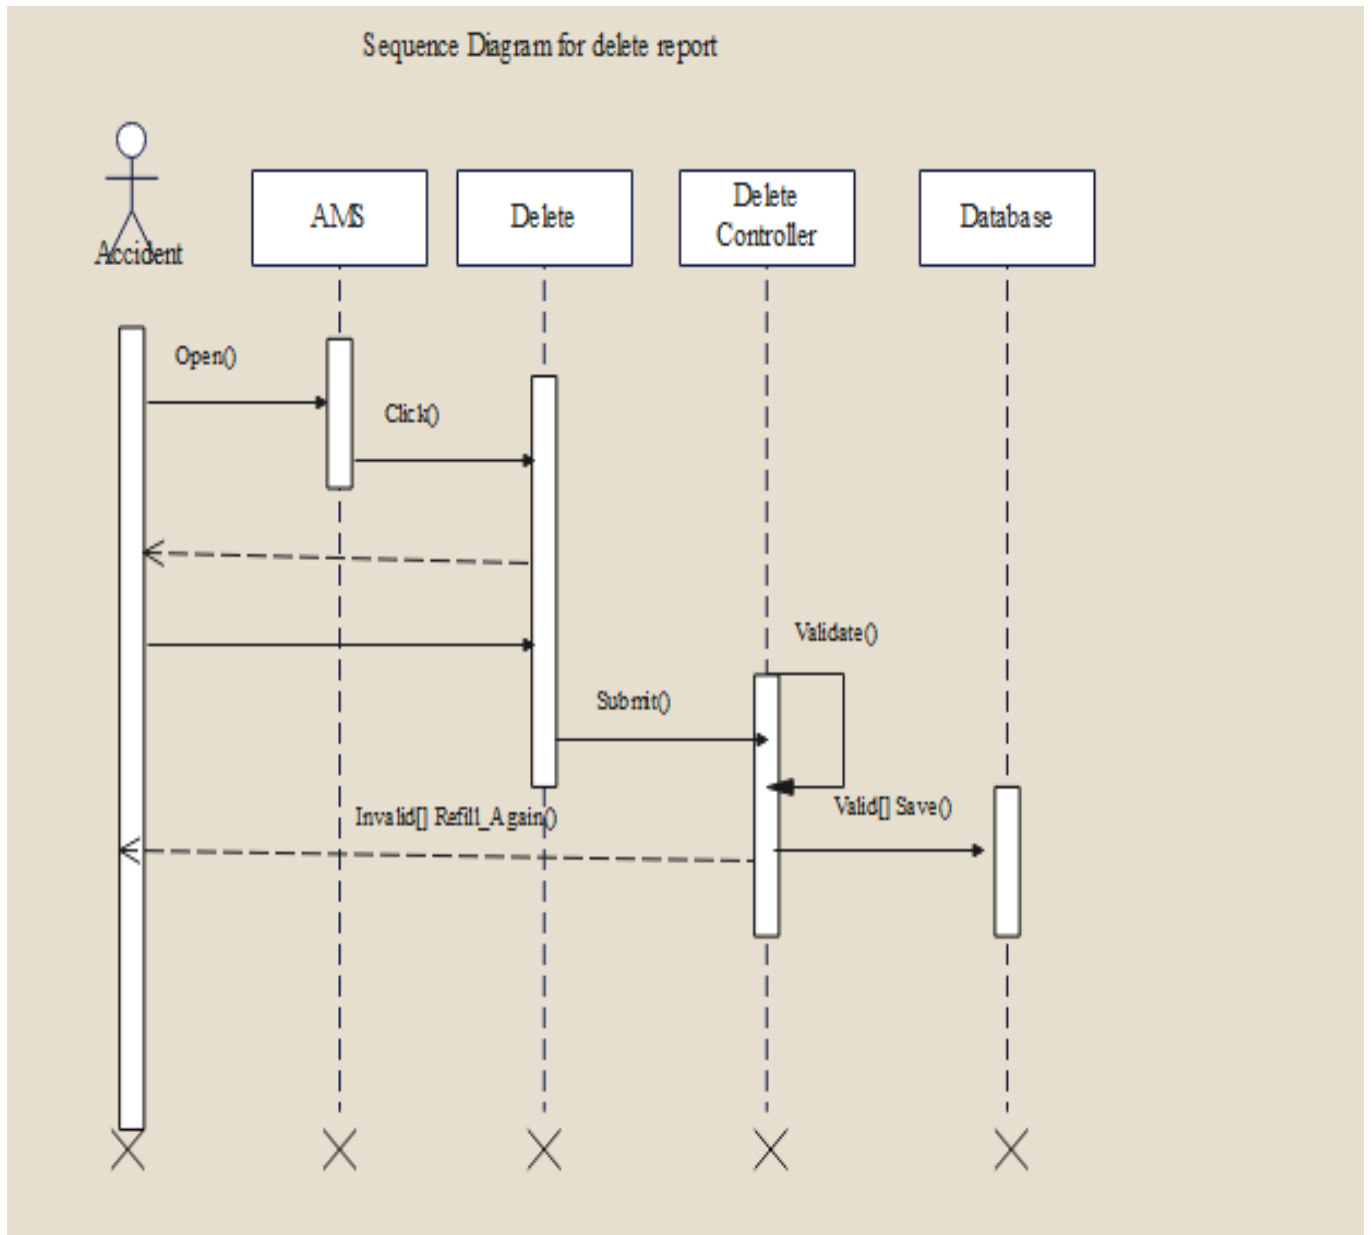 Sequence Diagram for delete report
Accident
AMS
Delete
Delete
Controller
Database
Open()
Click()
Validate()
Submit()
Valid[] Save()
Invalid[] Refill_Again()